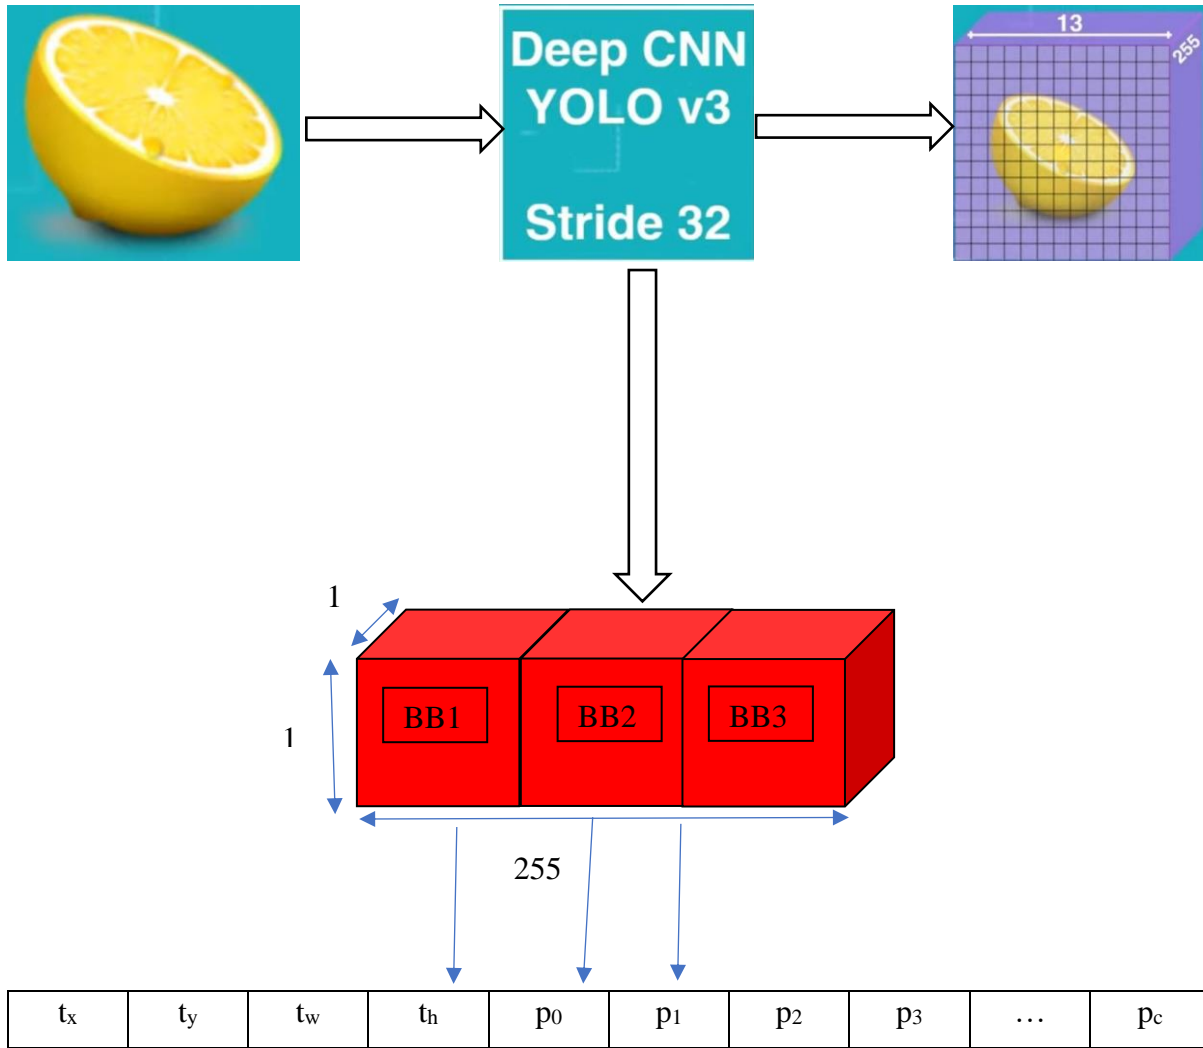 Deep CNN
YOLO v3
Stride 32
13
255
1
1
BB1 BB2 BB3
255
tx ty tw th p0 p1 p2 p3 … pc